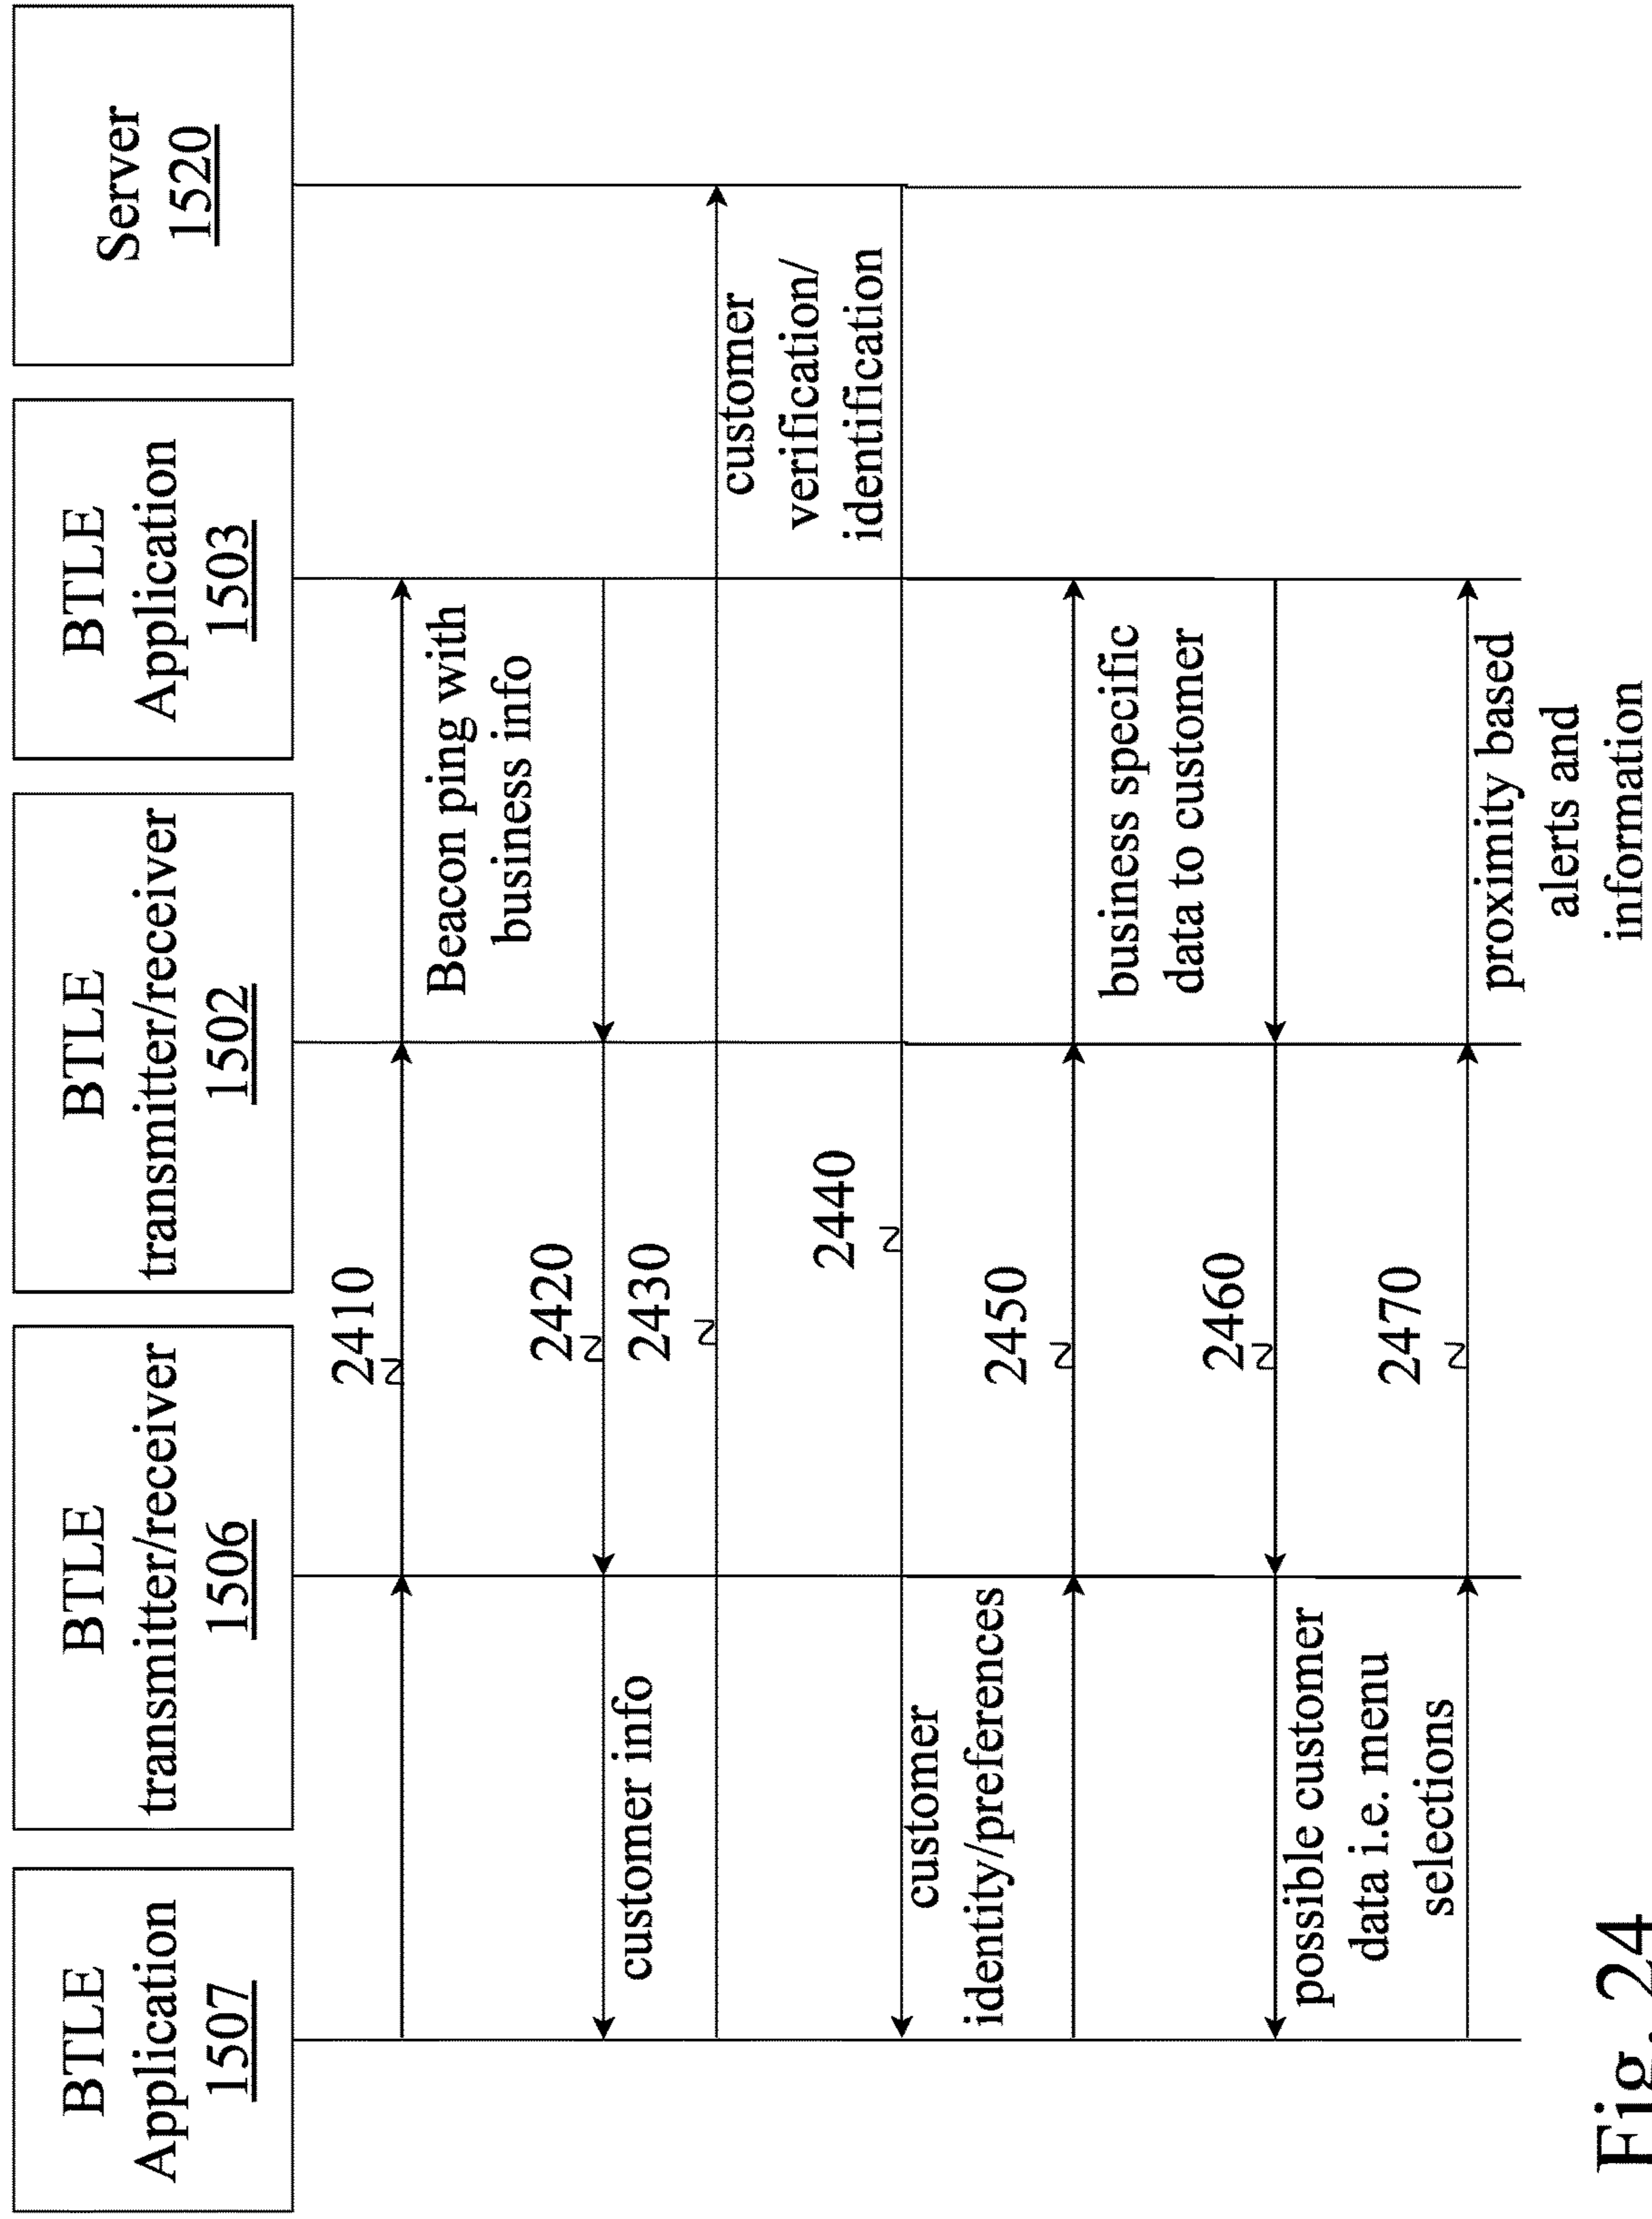 BTLE
Application
1507
BTLE
transmitter/receiver
1506
BTLE
transmitter/receiver
1502
BTLE
Application
1503
Server
1520
2410
Beacon ping with
business info
2420
customer info
2430
customer
verification/
identification
2440
customer
identity/preferences
2450
business specific
data to customer
2460
possible customer
data i.e. menu
selections
2470
proximity based
alerts and
information
Fig. 24